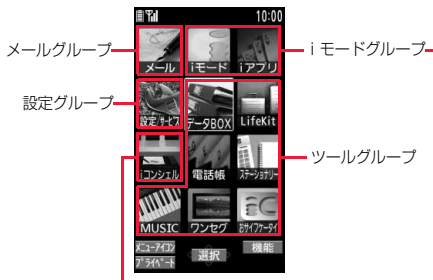 10:00
メールグループ
iモードグループ
メール
iモード
iアプリ
設定グループ
設定/サービス
データBOX
LifeKit
ツールグループ
iコンシェル
電話帳
ステーショナリー
MUSIC
ワンセグ
おサイフケータイ
メニューアイコン
プライベート
選択
機能